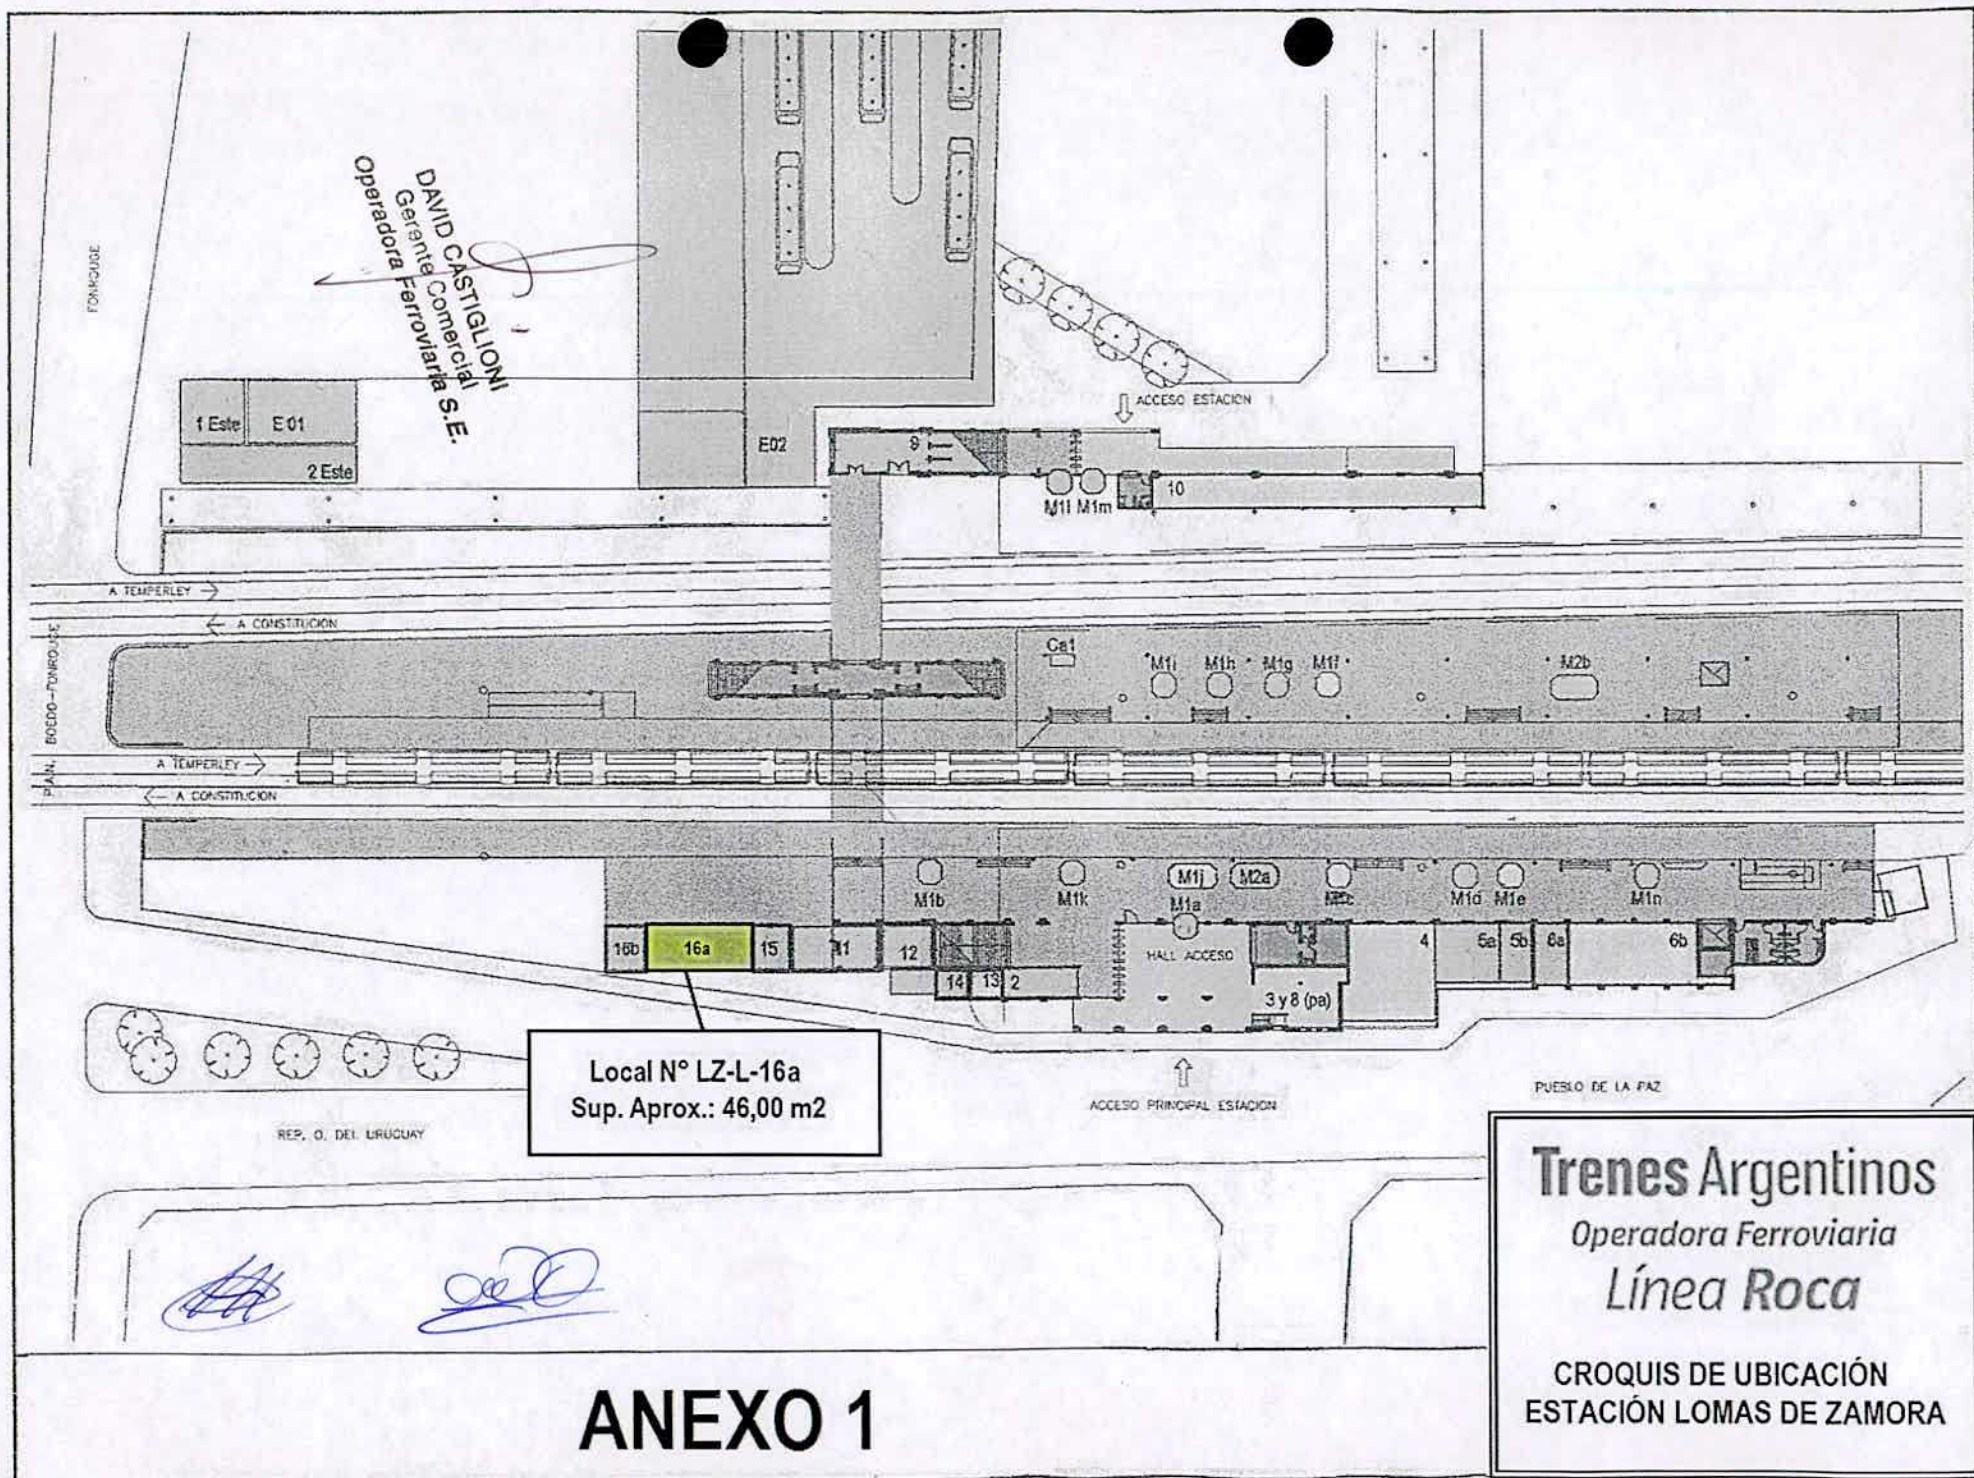 FONROUGE
DAVID CASTIGLIONI
Gerente Comercial
Operadora Ferroviaria S.E.
1 Este
E 01
2 Este
E02
9
ACCESO ESTACION
M1l
M1m
10
A TEMPERLEY
A CONSTITUCION
BOEDO-FONROUGE
Ca1
M1i
M1h
M1g
M1f
M2b
A TEMPERLEY
A CONSTITUCION
M1b
M1k
M1j
M2a
M1a
M1d
M1e
M1n
16b
16a
15
11
12
14
13
2
HALL ACCESO
3 y 8 (pa)
4
5a
5b
6a
6b
Local N° LZ-L-16a
Sup. Aprox.: 46,00 m2
ACCESO PRINCIPAL ESTACION
PUEBLO DE LA PAZ
REP. O. DEL URUGUAY
Trenes Argentinos
Operadora Ferroviaria
Línea Roca
CROQUIS DE UBICACIÓN
ESTACIÓN LOMAS DE ZAMORA
ANEXO 1